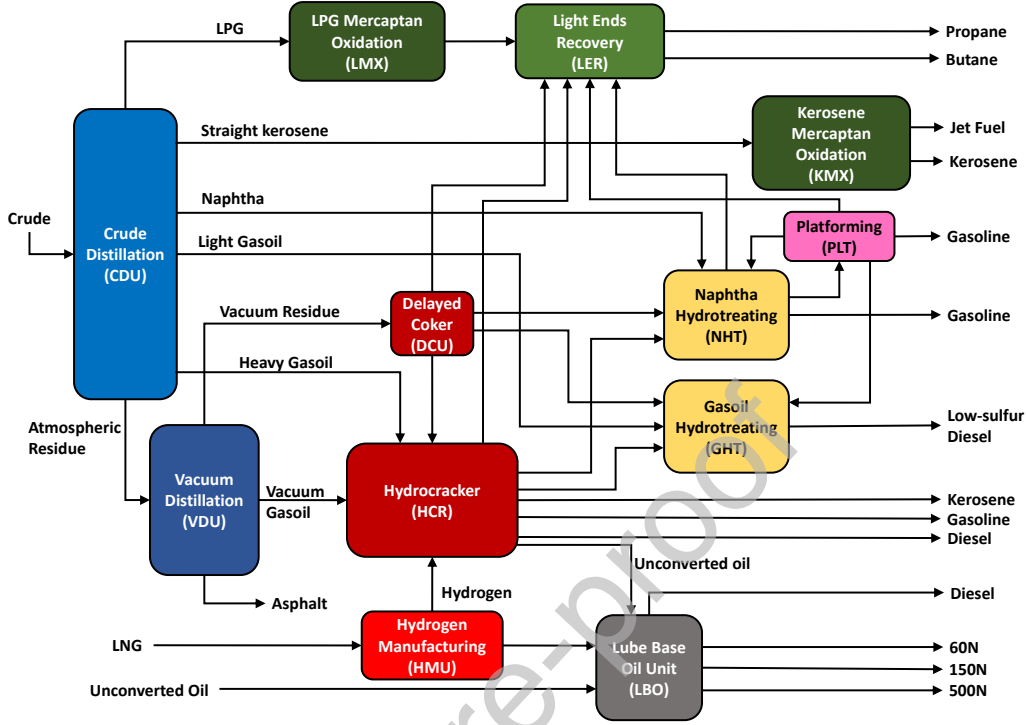 LPG
LPG Mercaptan
Oxidation
(LMX)
Light Ends
Recovery
(LER)
Propane
Butane
Straight kerosene
Kerosene
Mercaptan
Oxidation
(KMX)
Jet Fuel
Kerosene
Crude
Crude
Distillation
(CDU)
Naphtha
Light Gasoil
Platforming
(PLT)
Gasoline
Vacuum Residue
Delayed
Coker
(DCU)
Naphtha
Hydrotreating
(NHT)
Gasoline
Heavy Gasoil
Atmospheric
Residue
Gasoil
Hydrotreating
(GHT)
Low-sulfur
Diesel
Vacuum
Distillation
(VDU)
Vacuum
Gasoil
Hydrocracker
(HCR)
Kerosene
Gasoline
Diesel
Unconverted oil
Asphalt
Hydrogen
Diesel
LNG
Hydrogen
Manufacturing
(HMU)
Lube Base
Oil Unit
(LBO)
60N
150N
500N
Unconverted Oil
re-proof